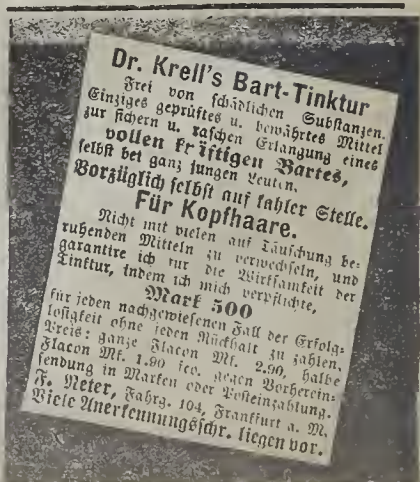 Dr. Krell's Bart-Tinktur
Frei von schädlichen Substanzen.
Einziges geprüftes u. bewährtes Mittel
zur sichern u. raschen Erlangung eines
vollen kräftigen Bartes,
selbst bei ganz jungen Leuten.
Vorzüglich selbst auf kahler Stelle.
Für Kopfhaare.
Nicht mit vielen auf Täuschung be-
ruhenden Mitteln zu verwechseln, und
garantire ich für die Wirksamkeit der
Tinktur, indem ich mich verpflichte,
Mark 500
für jeden nachgewiesenen Fall der Erfolg-
losigkeit ohne jeden Rückhalt zu zahlen.
Preis: ganze Flacon Mk. 2.90, halbe
Flacon Mk. 1.90 fco. gegen Vorherein-
sendung in Marken oder Posteinzahlung.
F. Neter, Fahrg. 104, Frankfurt a. M.
Viele Anerkennungsschr. liegen vor.